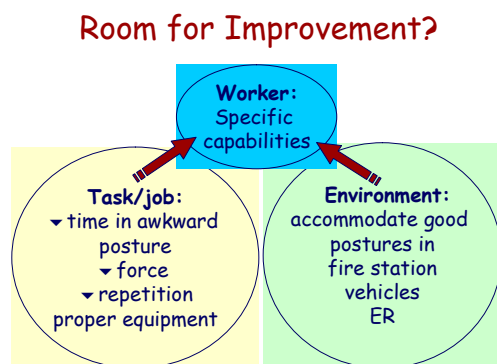 Room for Improvement?
Worker:
Specific
capabilities
Task/job:
▾ time in awkward
posture
▾ force
▾ repetition
proper equipment
Environment:
accommodate good
postures in
fire station
vehicles
ER